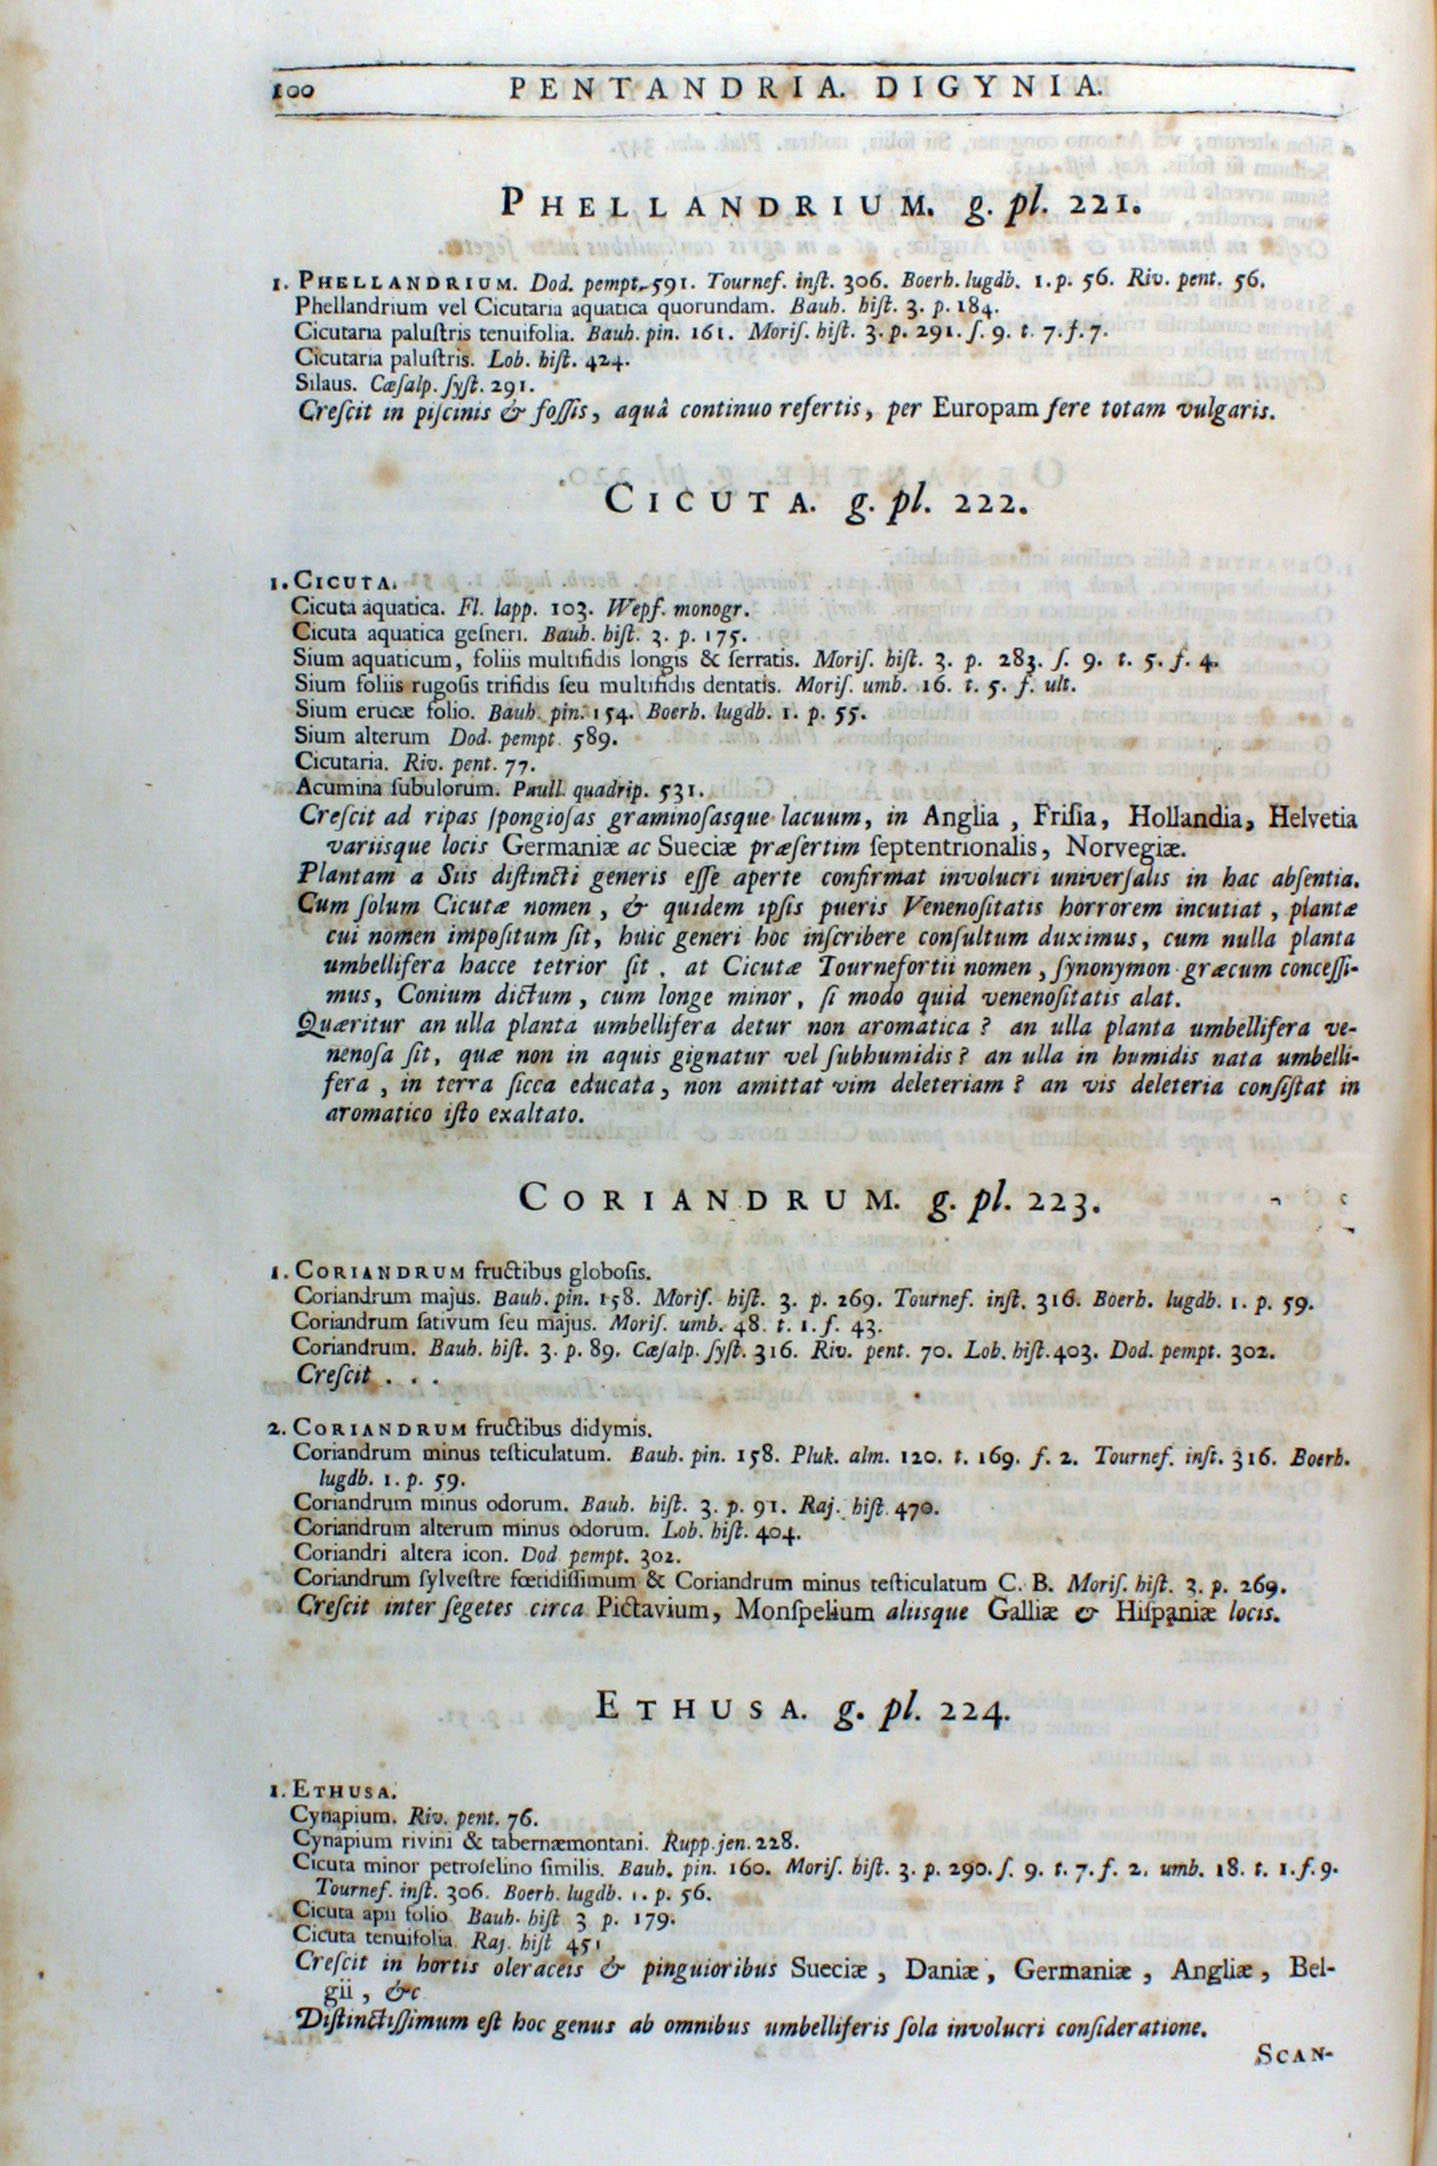 100 PENTANDRIA. DIGYNIA.
PHELLANDRIUM. g. pl. 221.
1. PHELLANDRIUM. Dod. pempt. 591. Tournef. inſt. 306. Boerh. lugdb. 1. p. 56. Riv. pent. 56.
Phellandrium vel Cicutaria aquatica quorundam. Bauh. hiſt. 3. p. 184.
Cicutaria paluſtris tenuifolia. Bauh. pin. 161. Moriſ. hiſt. 3. p. 291. ſ. 9. t. 7. f. 7.
Cicutaria paluſtris. Lob. hiſt. 424.
Silaus. Cæſalp. ſyſt. 291.
Creſcit in piſcinis & foſſis, aquâ continuo refertis, per Europam fere totam vulgaris.
CICUTA. g. pl. 222.
1. CICUTA.
Cicuta aquatica. Fl. lapp. 103. Wepf. monogr.
Cicuta aquatica geſneri. Bauh. hiſt. 3. p. 175.
Sium aquaticum, foliis multifidis longis & ſerratis. Moriſ. hiſt. 3. p. 283. ſ. 9. t. 5. f. 4.
Sium foliis rugoſis trifidis ſeu multifidis dentatis. Moriſ. umb. 16. t. 5. f. ult.
Sium erucæ folio. Bauh. pin. 154. Boerh. lugdb. 1. p. 55.
Sium alterum Dod. pempt. 589.
Cicutaria. Riv. pent. 77.
Acumina ſubulorum. Paull. quadrip. 531.
Creſcit ad ripas ſpongioſas graminoſasque lacuum, in Anglia, Friſia, Hollandia, Helvetia
variisque locis Germaniæ ac Sueciæ præſertim ſeptentrionalis, Norvegiæ.
Plantam a Siis diſtincti generis eſſe aperte confirmat involucri univerſalis in hac abſentia.
Cum ſolum Cicutæ nomen, & quidem ipſis pueris Venenoſitatis horrorem incutiat, plantæ
cui nomen impoſitum ſit, huic generi hoc inſcribere conſultum duximus, cum nulla planta
umbellifera hacce tetrior ſit. at Cicutæ Tournefortii nomen, ſynonymon græcum conceſſi-
mus, Conium dictum, cum longe minor, ſi modo quid venenoſitatis alat.
Quæritur an ulla planta umbellifera detur non aromatica? an ulla planta umbellifera ve-
nenoſa ſit, quæ non in aquis gignatur vel ſubhumidis? an ulla in humidis nata umbelli-
fera, in terra ſicca educata, non amittat vim deleteriam? an vis deleteria conſiſtat in
aromatico iſto exaltato.
CORIANDRUM. g. pl. 223.
1. CORIANDRUM fructibus globoſis.
Coriandrum majus. Bauh. pin. 158. Moriſ. hiſt. 3. p. 269. Tournef. inſt. 316. Boerh. lugdb. 1. p. 59.
Coriandrum ſativum ſeu majus. Moriſ. umb. 48. t. 1. f. 43.
Coriandrum. Bauh. hiſt. 3. p. 89. Cæſalp. ſyſt. 316. Riv. pent. 70. Lob. hiſt. 403. Dod. pempt. 302.
Creſcit . . .
2. CORIANDRUM fructibus didymis.
Coriandrum minus teſticulatum. Bauh. pin. 158. Pluk. alm. 120. t. 169. f. 2. Tournef. inſt. 316. Boerh.
lugdb. 1. p. 59.
Coriandrum minus odorum. Bauh. hiſt. 3. p. 91. Raj. hiſt. 470.
Coriandrum alterum minus odorum. Lob. hiſt. 404.
Coriandri altera icon. Dod. pempt. 302.
Coriandrum ſylveſtre fœtidiſſimum & Coriandrum minus teſticulatum C. B. Moriſ. hiſt. 3. p. 269.
Creſcit inter ſegetes circa Pictavium, Monſpelium aliisque Galliæ & Hiſpaniæ locis.
ETHUSA. g. pl. 224.
1. ETHUSA.
Cynapium. Riv. pent. 76.
Cynapium rivini & tabernæmontani. Rupp. jen. 228.
Cicuta minor petroſelino ſimilis. Bauh. pin. 160. Moriſ. hiſt. 3. p. 290. ſ. 9. t. 7. f. 2. umb. 18. t. 1. f. 9.
Tournef. inſt. 306. Boerh. lugdb. 1. p. 56.
Cicuta apii folio Bauh. hiſt 3 p. 179.
Cicuta tenuifolia. Raj. hiſt 451
Creſcit in hortis oleraceis & pinguioribus Sueciæ, Daniæ, Germaniæ, Angliæ, Bel-
gii, &c
Diſtinctiſſimum eſt hoc genus ab omnibus umbelliferis ſola involucri conſideratione.
SCAN-